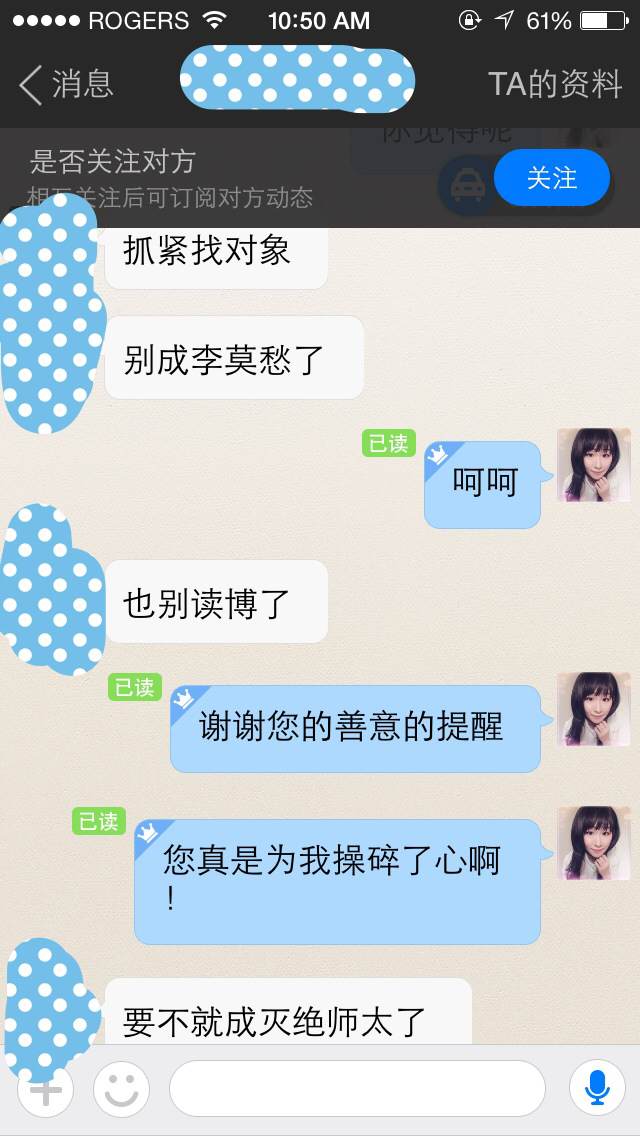 ROGERS 10:50 AM 61%
消息 TA的资料
你觉得呢
是否关注对方
相互关注后可订阅对方动态
关注
抓紧找对象
别成李莫愁了
已读
呵呵
也别读博了
已读
谢谢您的善意的提醒
已读
您真是为我操碎了心啊
！
要不就成灭绝师太了